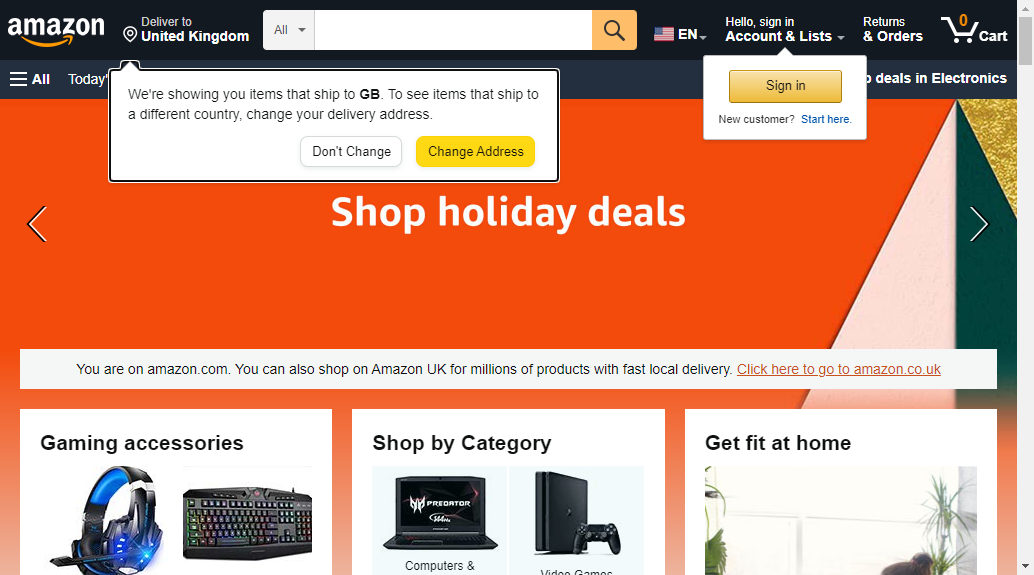 amazon
Deliver to
United Kingdom
All
EN
Hello, sign in
Account & Lists
Returns
& Orders
0
Cart
All
Today'
deals in Electronics
We're showing you items that ship to GB. To see items that ship to
a different country, change your delivery address.
Don't Change
Change Address
Sign in
New customer? Start here.
Shop holiday deals
You are on amazon.com. You can also shop on Amazon UK for millions of products with fast local delivery. Click here to go to amazon.co.uk
Gaming accessories
Shop by Category
Get fit at home
PREDATOR
Computers &
Video Games